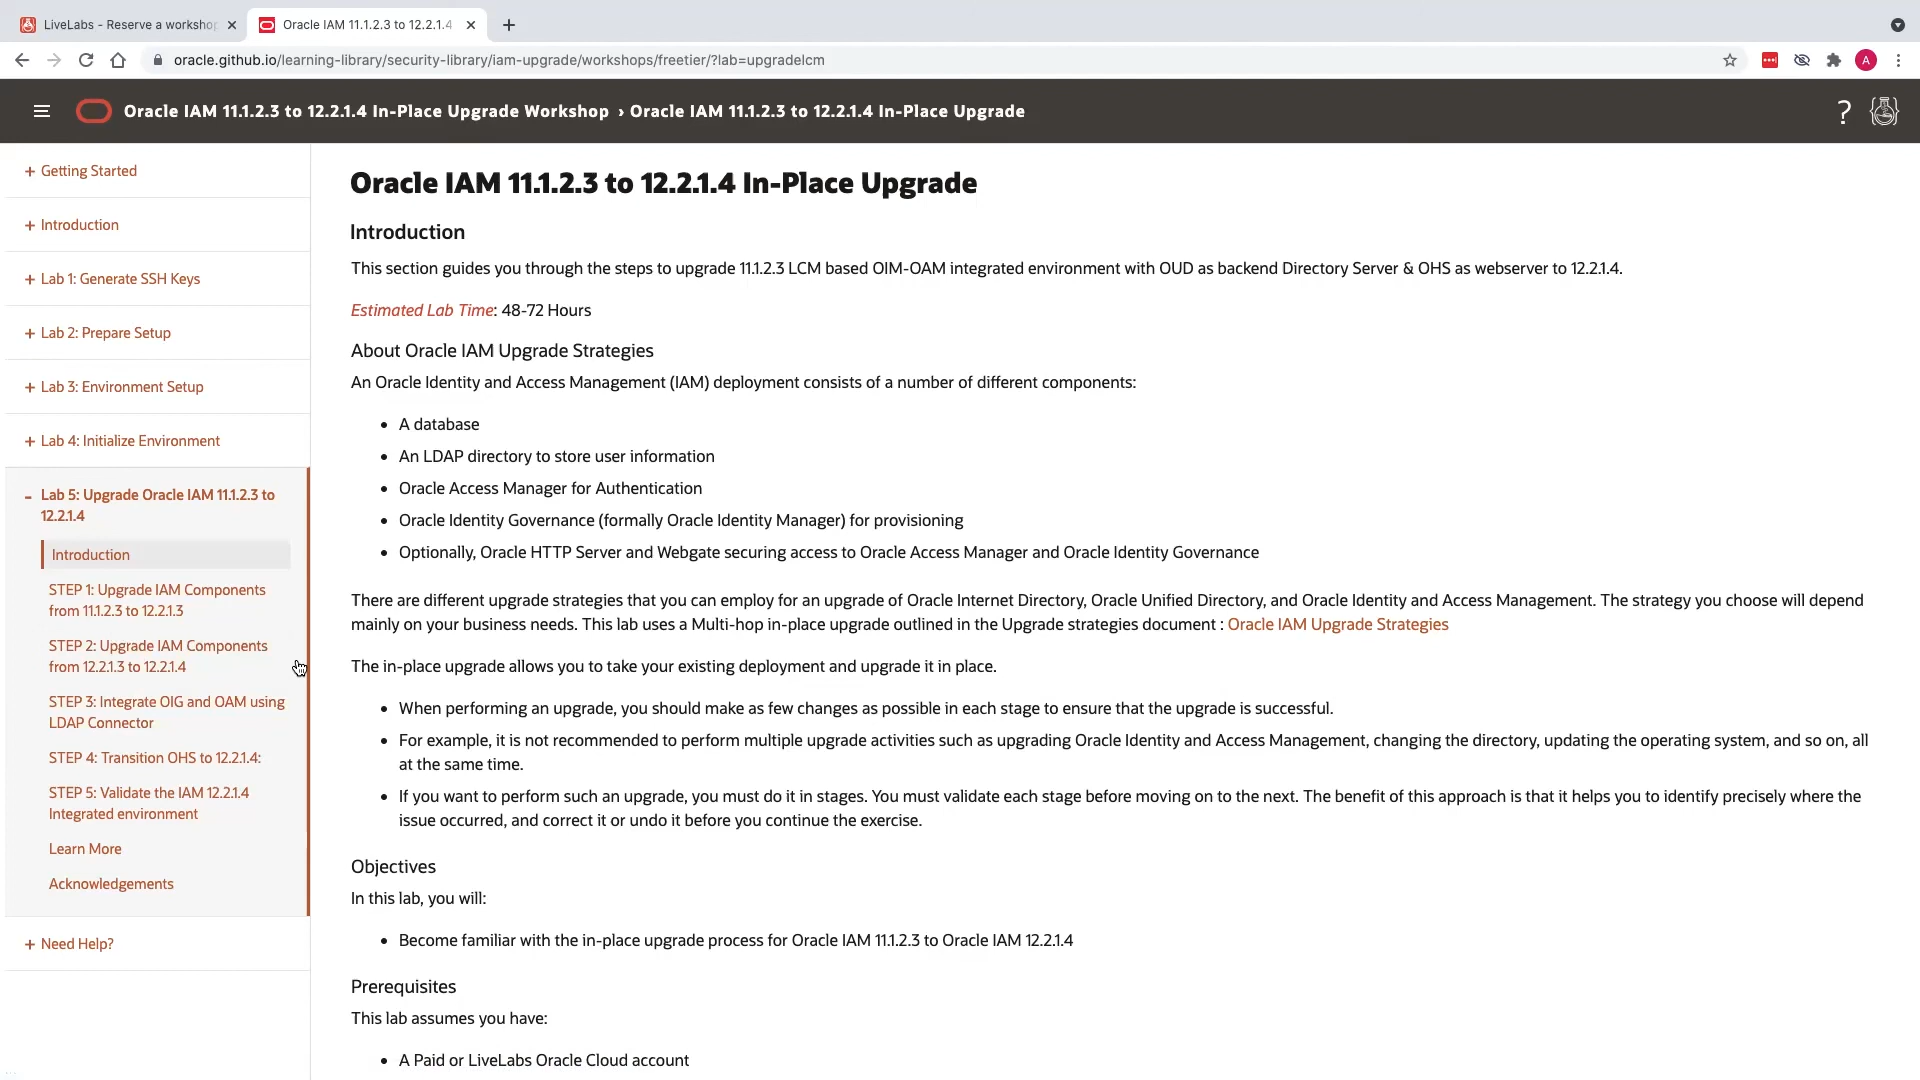 LiveLabs - Reserve a workshop
Oracle IAM 11.1.2.3 to 12.2.1.4
oracle.github.io/learning-library/security-library/iam-upgrade/workshops/freetier/?lab=upgradelcm
A
Oracle IAM 11.1.2.3 to 12.2.1.4 In-Place Upgrade Workshop › Oracle IAM 11.1.2.3 to 12.2.1.4 In-Place Upgrade
?
+ Getting Started
+ Introduction
+ Lab 1: Generate SSH Keys
+ Lab 2: Prepare Setup
+ Lab 3: Environment Setup
+ Lab 4: Initialize Environment
- Lab 5: Upgrade Oracle IAM 11.1.2.3 to
12.2.1.4
Introduction
STEP 1: Upgrade IAM Components
from 11.1.2.3 to 12.2.1.3
STEP 2: Upgrade IAM Components
from 12.2.1.3 to 12.2.1.4
STEP 3: Integrate OIG and OAM using
LDAP Connector
STEP 4: Transition OHS to 12.2.1.4:
STEP 5: Validate the IAM 12.2.1.4
Integrated environment
Learn More
Acknowledgements
+ Need Help?
Oracle IAM 11.1.2.3 to 12.2.1.4 In-Place Upgrade
Introduction
This section guides you through the steps to upgrade 11.1.2.3 LCM based OIM-OAM integrated environment with OUD as backend Directory Server & OHS as webserver to 12.2.1.4.
Estimated Lab Time: 48-72 Hours
About Oracle IAM Upgrade Strategies
An Oracle Identity and Access Management (IAM) deployment consists of a number of different components:
• A database
• An LDAP directory to store user information
• Oracle Access Manager for Authentication
• Oracle Identity Governance (formally Oracle Identity Manager) for provisioning
• Optionally, Oracle HTTP Server and Webgate securing access to Oracle Access Manager and Oracle Identity Governance
There are different upgrade strategies that you can employ for an upgrade of Oracle Internet Directory, Oracle Unified Directory, and Oracle Identity and Access Management. The strategy you choose will depend
mainly on your business needs. This lab uses a Multi-hop in-place upgrade outlined in the Upgrade strategies document : Oracle IAM Upgrade Strategies
The in-place upgrade allows you to take your existing deployment and upgrade it in place.
• When performing an upgrade, you should make as few changes as possible in each stage to ensure that the upgrade is successful.
• For example, it is not recommended to perform multiple upgrade activities such as upgrading Oracle Identity and Access Management, changing the directory, updating the operating system, and so on, all
at the same time.
• If you want to perform such an upgrade, you must do it in stages. You must validate each stage before moving on to the next. The benefit of this approach is that it helps you to identify precisely where the
issue occurred, and correct it or undo it before you continue the exercise.
Objectives
In this lab, you will:
• Become familiar with the in-place upgrade process for Oracle IAM 11.1.2.3 to Oracle IAM 12.2.1.4
Prerequisites
This lab assumes you have:
• A Paid or LiveLabs Oracle Cloud account